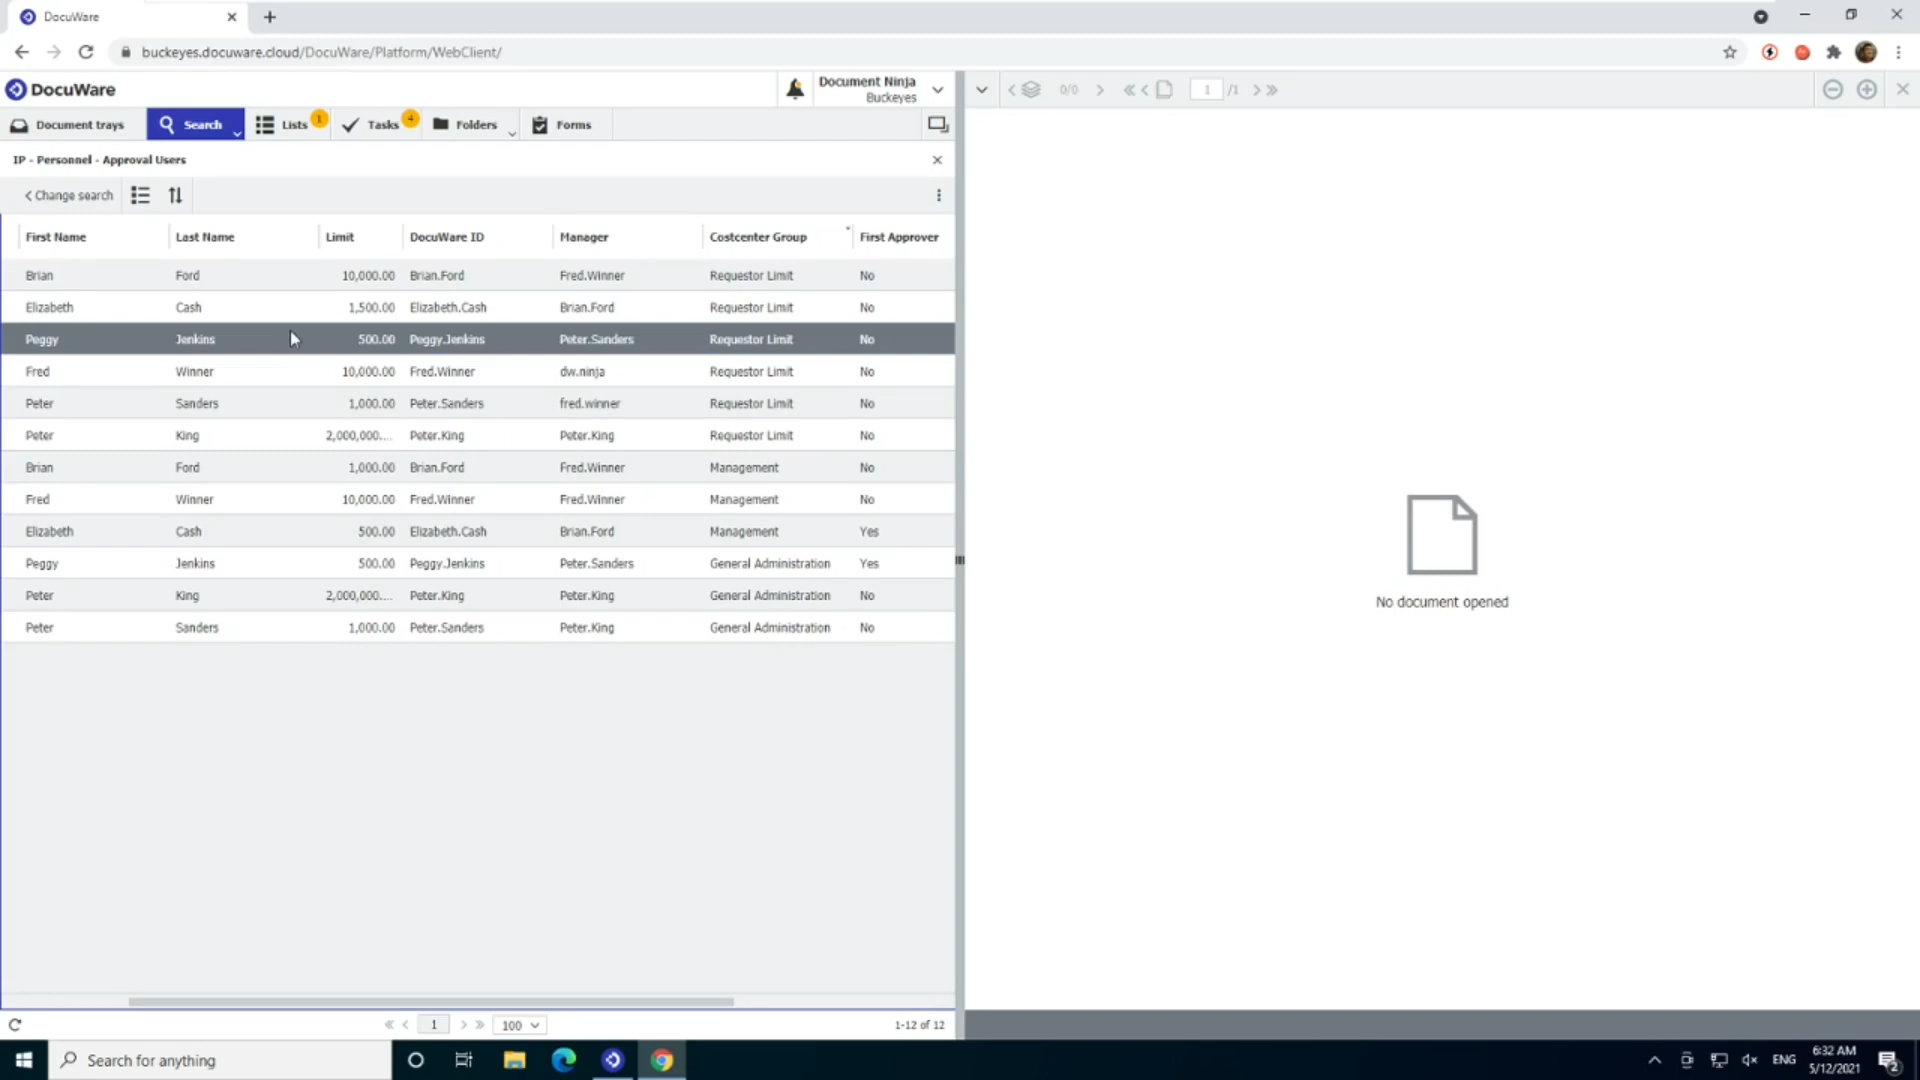 DocuWare
buckeyes.docuware.cloud/DocuWare/Platform/WebClient/
DocuWare
Document Ninja
Buckeyes
0/0
1 /1
Document trays
Search
Lists 1
Tasks 4
Folders
Forms
IP - Personnel - Approval Users
Change search
First Name Last Name Limit DocuWare ID Manager Costcenter Group First Approver
Brian Ford 10,000.00 Brian.Ford Fred.Winner Requestor Limit No
Elizabeth Cash 1,500.00 Elizabeth.Cash Brian.Ford Requestor Limit No
Peggy Jenkins 500.00 Peggy.Jenkins Peter.Sanders Requestor Limit No
Fred Winner 10,000.00 Fred.Winner dw.ninja Requestor Limit No
Peter Sanders 1,000.00 Peter.Sanders fred.winner Requestor Limit No
Peter King 2,000,000.... Peter.King Peter.King Requestor Limit No
Brian Ford 1,000.00 Brian.Ford Fred.Winner Management No
Fred Winner 10,000.00 Fred.Winner Fred.Winner Management No
Elizabeth Cash 500.00 Elizabeth.Cash Brian.Ford Management Yes
Peggy Jenkins 500.00 Peggy.Jenkins Peter.Sanders General Administration Yes
Peter King 2,000,000.... Peter.King Peter.King General Administration No
Peter Sanders 1,000.00 Peter.Sanders Peter.King General Administration No
No document opened
1
100
1-12 of 12
Search for anything
ENG
6:32 AM
5/12/2021
2